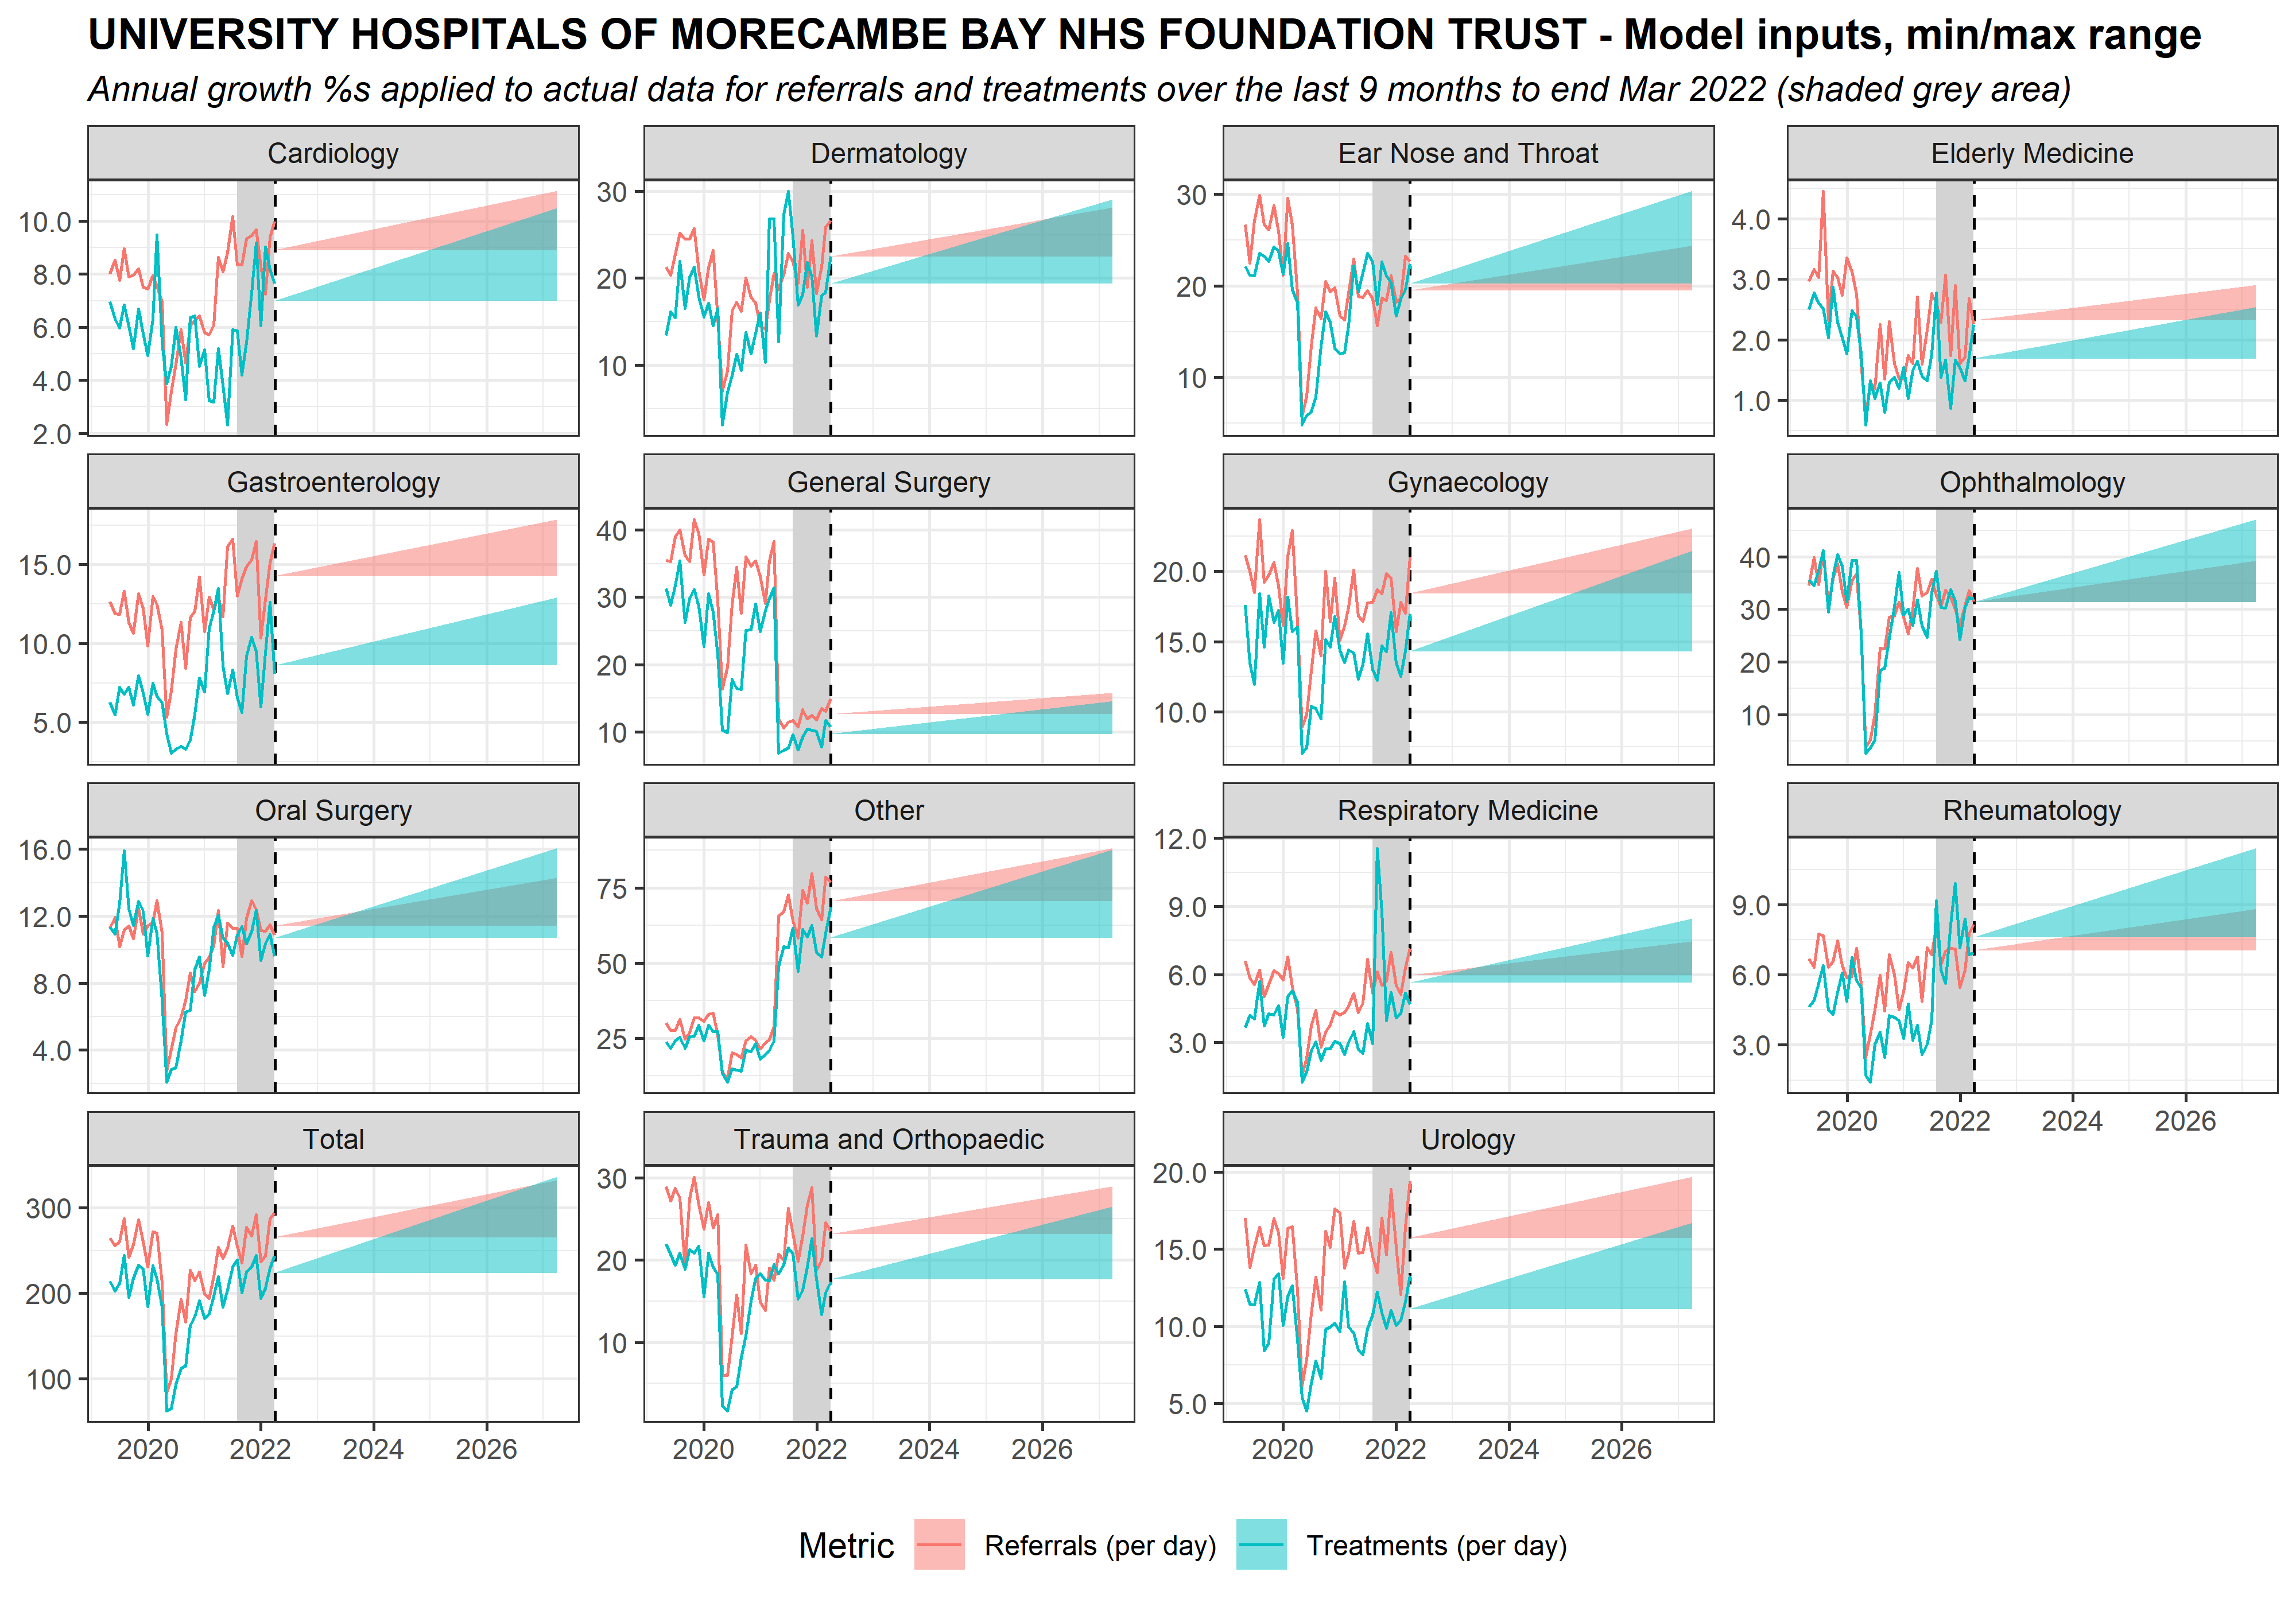 UNIVERSITY HOSPITALS OF MORECAMBE BAY NHS FOUNDATION TRUST - Model inputs, min/max range
Annual growth %s applied to actual data for referrals and treatments over the last 9 months to end Mar 2022 (shaded grey area)
Cardiology
10.0
8.0
6.0
4.0
2.0
Dermatology
30
20
10
Ear Nose and Throat
30
20
10
Elderly Medicine
4.0
3.0
2.0
1.0
Gastroenterology
15.0
10.0
5.0
General Surgery
40
30
20
10
Gynaecology
20.0
15.0
10.0
Ophthalmology
40
30
20
10
Oral Surgery
16.0
12.0
8.0
4.0
Other
75
50
25
Respiratory Medicine
12.0
9.0
6.0
3.0
Rheumatology
9.0
6.0
3.0
2020 2022 2024 2026
Total
300
200
100
2020 2022 2024 2026
Trauma and Orthopaedic
30
20
10
2020 2022 2024 2026
Urology
20.0
15.0
10.0
5.0
2020 2022 2024 2026
Metric Referrals (per day) Treatments (per day)